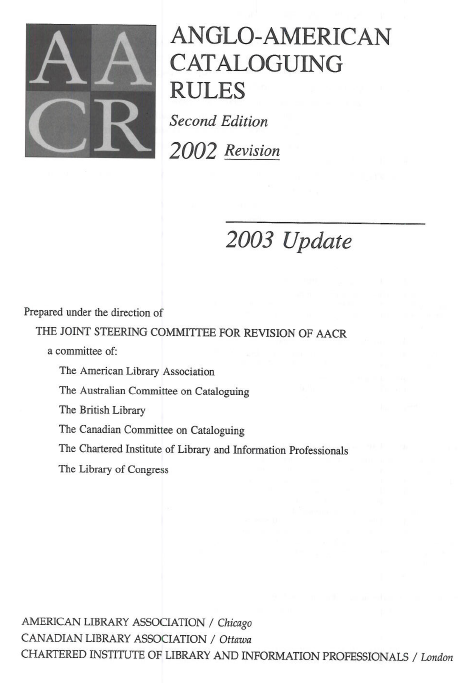 AA
CR
ANGLO-AMERICAN
CATALOGUING
RULES
Second Edition
2002 Revision
2003 Update
Prepared under the direction of
THE JOINT STEERING COMMITTEE FOR REVISION OF AACR
a committee of:
The American Library Association
The Australian Committee on Cataloguing
The British Library
The Canadian Committee on Cataloguing
The Chartered Institute of Library and Information Professionals
The Library of Congress
AMERICAN LIBRARY ASSOCIATION / Chicago
CANADIAN LIBRARY ASSOCIATION / Ottawa
CHARTERED INSTITUTE OF LIBRARY AND INFORMATION PROFESSIONALS / London